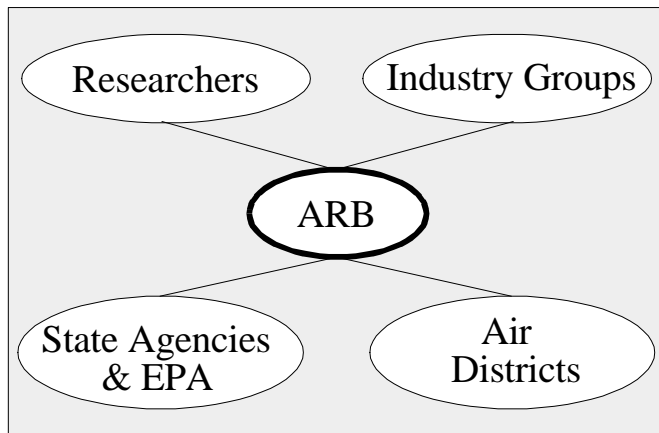 Researchers
Industry Groups
ARB
State Agencies
& EPA
Air
Districts